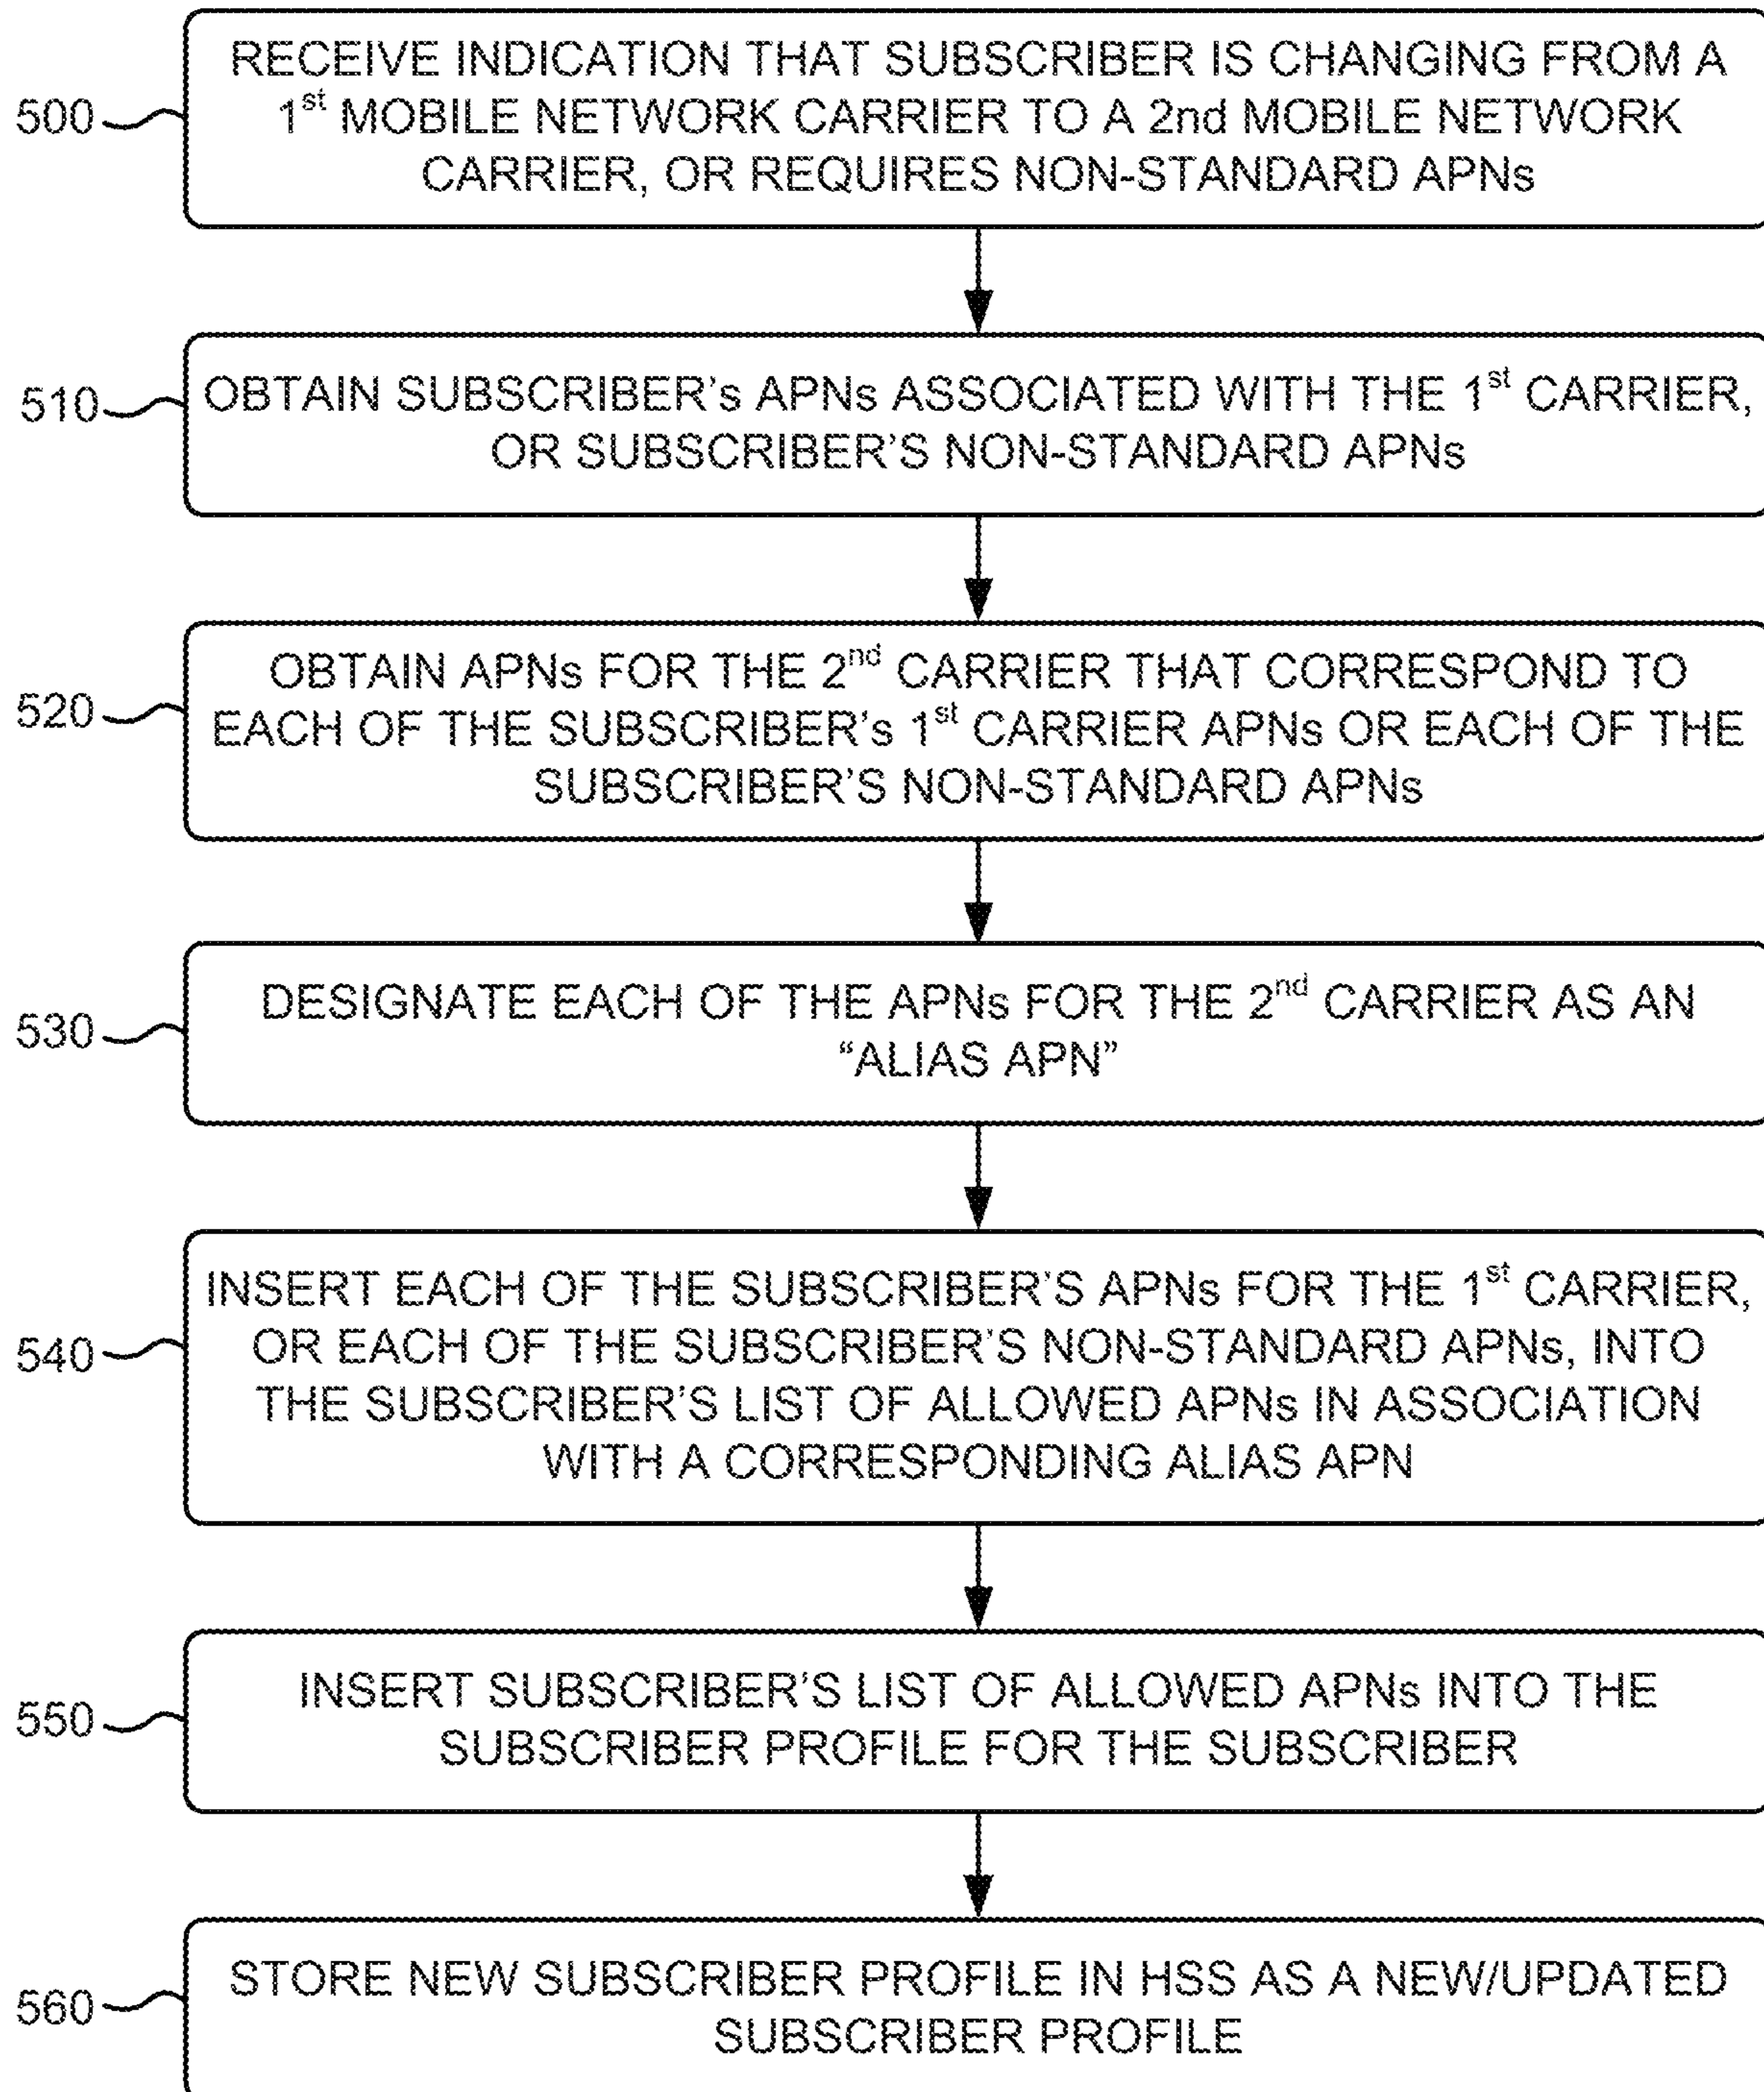 500
RECEIVE INDICATION THAT SUBSCRIBER IS CHANGING FROM A
1st MOBILE NETWORK CARRIER TO A 2nd MOBILE NETWORK
CARRIER, OR REQUIRES NON-STANDARD APNs
510
OBTAIN SUBSCRIBER's APNs ASSOCIATED WITH THE 1st CARRIER,
OR SUBSCRIBER'S NON-STANDARD APNs
520
OBTAIN APNs FOR THE 2nd CARRIER THAT CORRESPOND TO
EACH OF THE SUBSCRIBER's 1st CARRIER APNs OR EACH OF THE
SUBSCRIBER'S NON-STANDARD APNs
530
DESIGNATE EACH OF THE APNs FOR THE 2nd CARRIER AS AN
“ALIAS APN”
540
INSERT EACH OF THE SUBSCRIBER'S APNs FOR THE 1st CARRIER,
OR EACH OF THE SUBSCRIBER'S NON-STANDARD APNs, INTO
THE SUBSCRIBER'S LIST OF ALLOWED APNs IN ASSOCIATION
WITH A CORRESPONDING ALIAS APN
550
INSERT SUBSCRIBER'S LIST OF ALLOWED APNs INTO THE
SUBSCRIBER PROFILE FOR THE SUBSCRIBER
560
STORE NEW SUBSCRIBER PROFILE IN HSS AS A NEW/UPDATED
SUBSCRIBER PROFILE